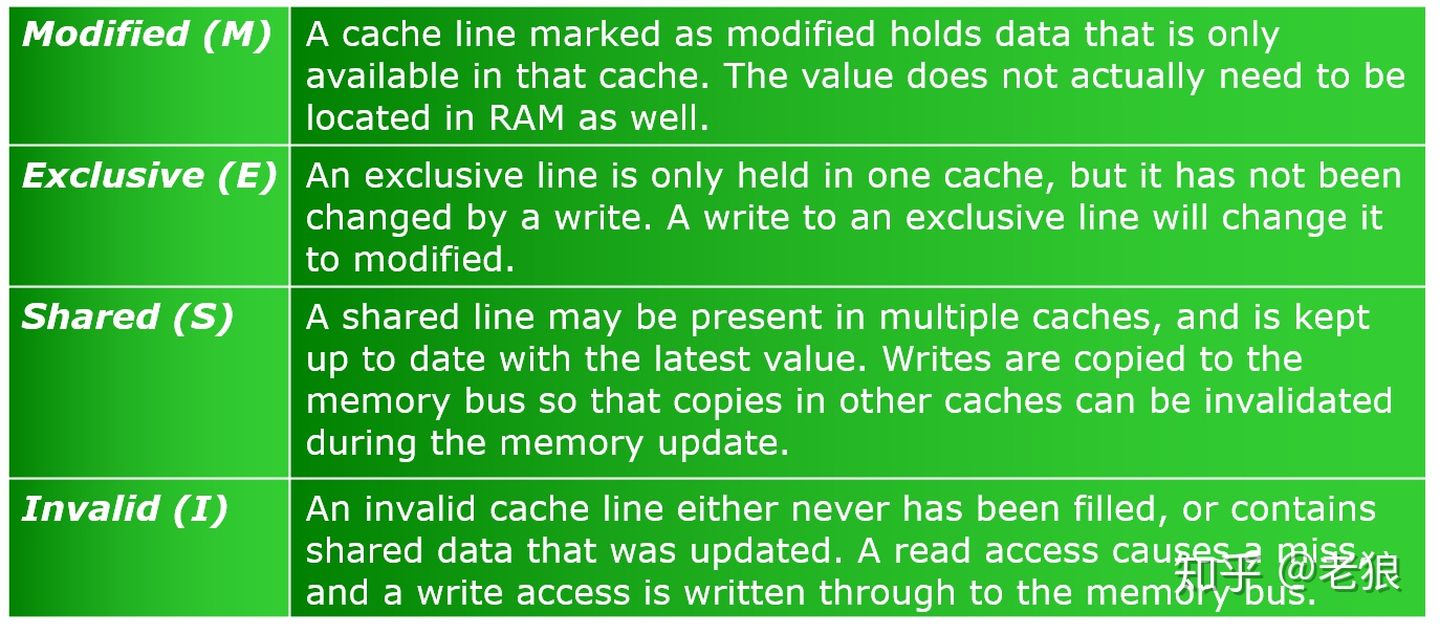 Modified (M)
A cache line marked as modified holds data that is only
available in that cache. The value does not actually need to be
located in RAM as well.
Exclusive (E)
An exclusive line is only held in one cache, but it has not been
changed by a write. A write to an exclusive line will change it
to modified.
Shared (S)
A shared line may be present in multiple caches, and is kept
up to date with the latest value. Writes are copied to the
memory bus so that copies in other caches can be invalidated
during the memory update.
Invalid (I)
An invalid cache line either never has been filled, or contains
shared data that was updated. A read access causes a miss,
and a write access is written through to the memory bus.
知乎 @老狼